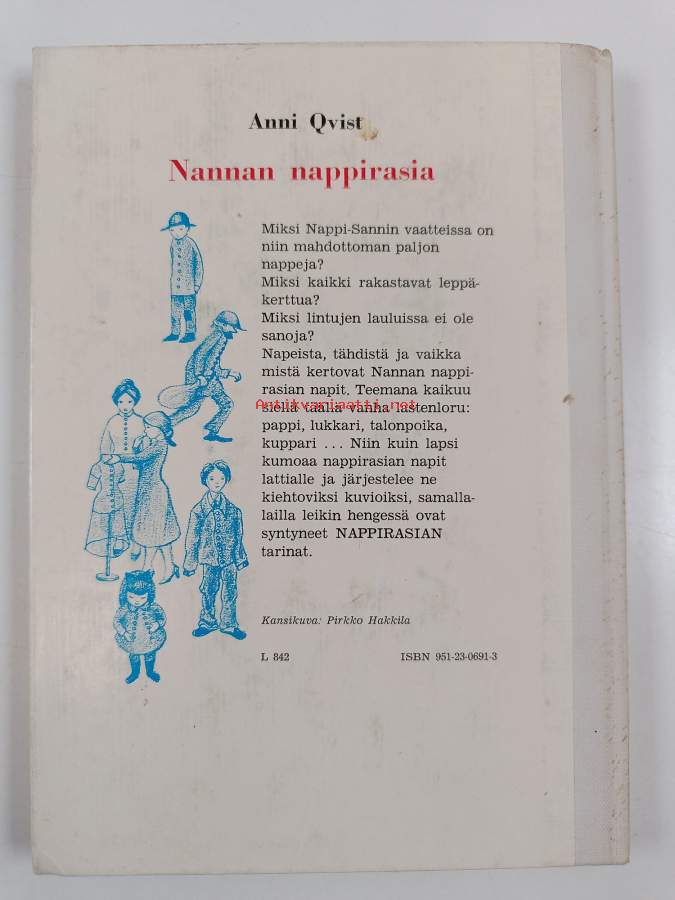 Anni Qvist
Nannan nappirasia
Miksi Nappi-Sannin vaatteissa on
niin mahdottoman paljon
nappeja?
Miksi kaikki rakastavat leppä-
kerttua?
Miksi lintujen lauluissa ei ole
sanoja?
Napeista, tähdistä ja vaikka
mistä kertovat Nannan nappi-
rasian napit. Teemana kaikuu
siellä täällä vanha lastenloru:
Antikvariaatti.net
pappi, lukkari, talonpoika,
kuppari ... Niin kuin lapsi
kumoaa nappirasian napit
lattialle ja järjestelee ne
kiehtoviksi kuvioiksi, samalla-
lailla leikin hengessä ovat
syntyneet NAPPIRASIAN
tarinat.
Kansikuva: Pirkko Hakkila
L 842 ISBN 951-23-0691-3